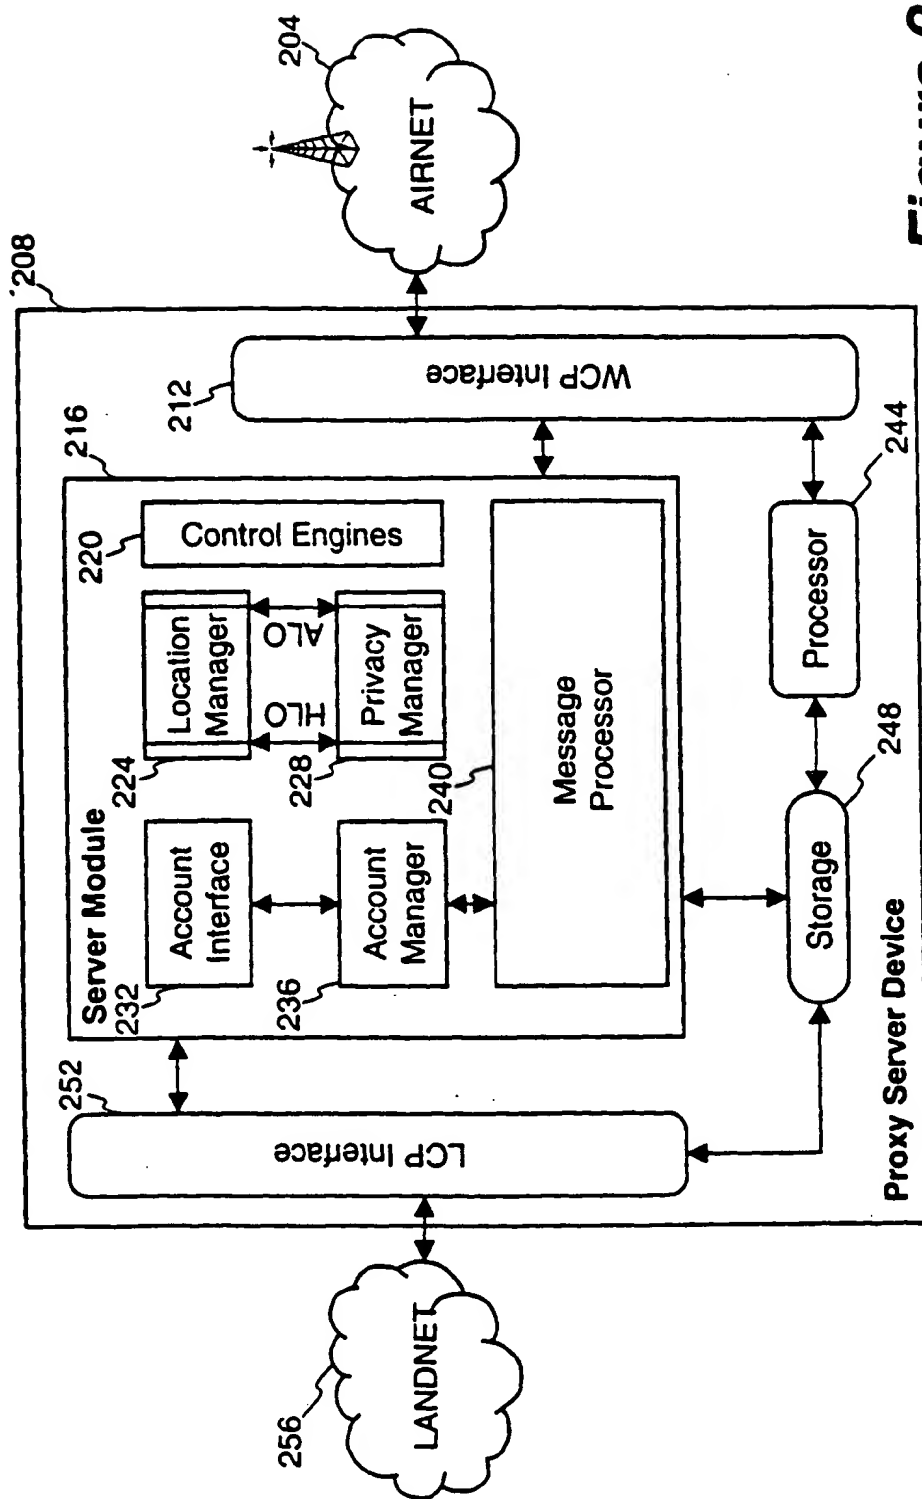 208
204
AIRNET
WCP Interface
212
216
Server Module
220
Control Engines
224
Location
Manager
HLO
ALO
228
Privacy
Manager
232
Account
Interface
236
Account
Manager
240
Message
Processor
244
Processor
248
Storage
252
LCP Interface
256
LANDNET
Proxy Server Device